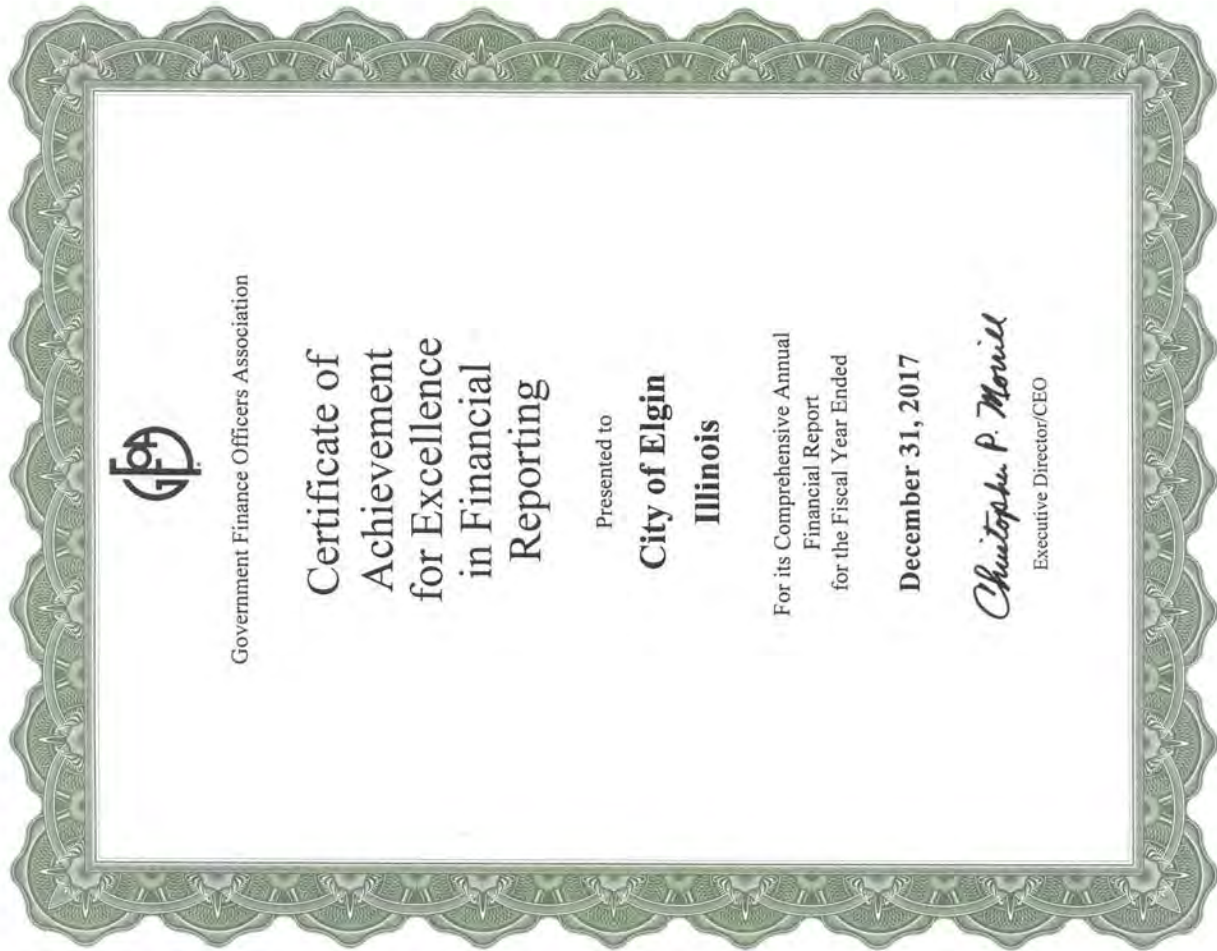 GFOA
Government Finance Officers Association
Certificate of
Achievement
for Excellence
in Financial
Reporting
Presented to
City of Elgin
Illinois
For its Comprehensive Annual
Financial Report
for the Fiscal Year Ended
December 31, 2017
Christopher P. Morrill
Executive Director/CEO